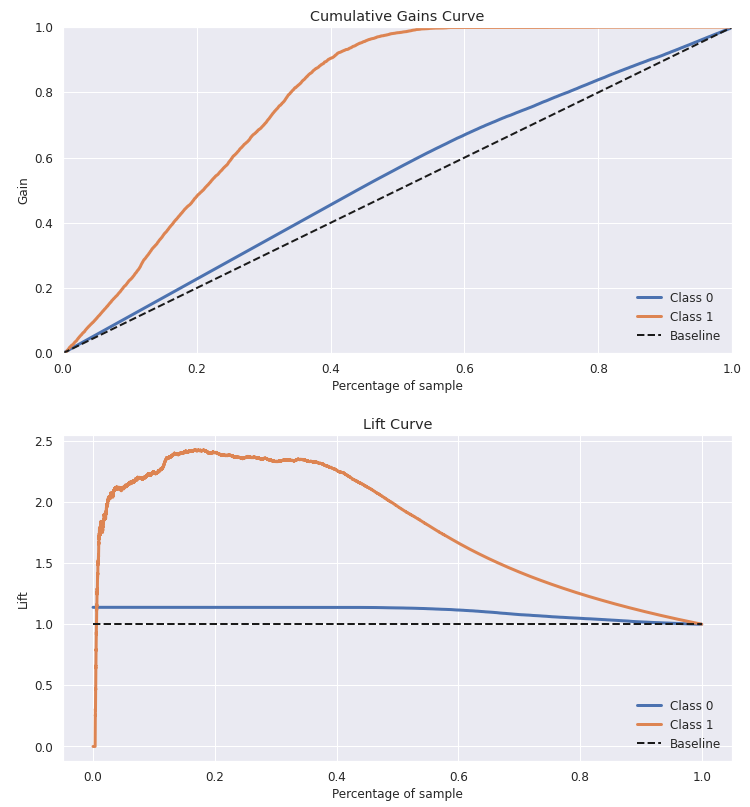 Cumulative Gains Curve
1.0
0.8
0.6
0.4
0.2
0.0
Gain
Class 0
Class 1
Baseline
0.0 0.2 0.4 0.6 0.8 1.0
Percentage of sample
Lift Curve
2.5
2.0
1.5
1.0
0.5
0.0
Lift
Class 0
Class 1
Baseline
0.0 0.2 0.4 0.6 0.8 1.0
Percentage of sample